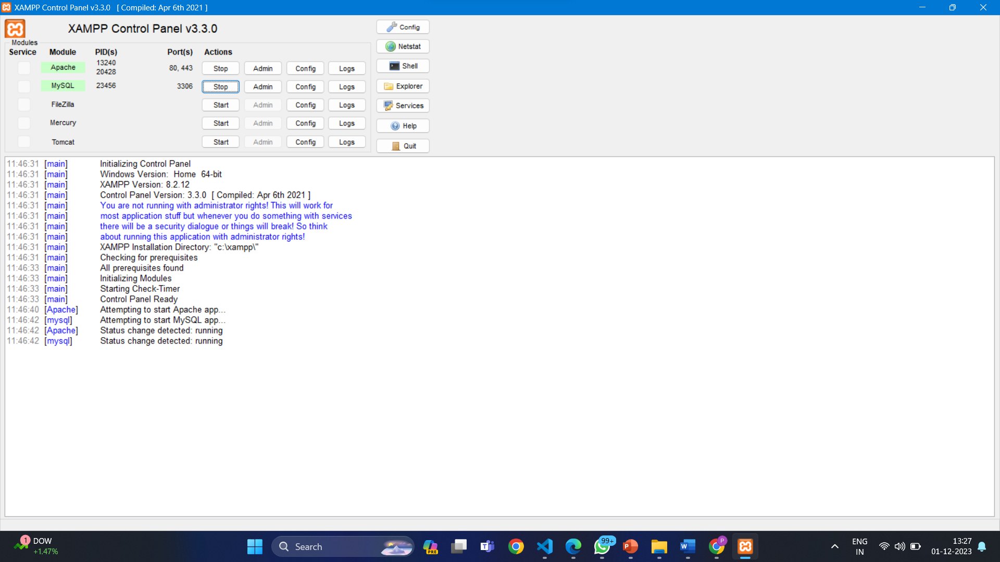 XAMPP Control Panel v3.3.0 [ Compiled: Apr 6th 2021 ]
XAMPP Control Panel v3.3.0
Config
Netstat
Shell
Explorer
Services
Help
Quit
Modules
Service Module PID(s) Port(s) Actions
Apache 13240 20428 80, 443 Stop Admin Config Logs
MySQL 23456 3306 Stop Admin Config Logs
FileZilla Start Admin Config Logs
Mercury Start Admin Config Logs
Tomcat Start Admin Config Logs
11:46:31 [main] Initializing Control Panel
11:46:31 [main] Windows Version: Home 64-bit
11:46:31 [main] XAMPP Version: 8.2.12
11:46:31 [main] Control Panel Version: 3.3.0 [ Compiled: Apr 6th 2021 ]
11:46:31 [main] You are not running with administrator rights! This will work for
11:46:31 [main] most application stuff but whenever you do something with services
11:46:31 [main] there will be a security dialogue or things will break! So think
11:46:31 [main] about running this application with administrator rights!
11:46:31 [main] XAMPP Installation Directory: "c:\xampp\"
11:46:31 [main] Checking for prerequisites
11:46:33 [main] All prerequisites found
11:46:33 [main] Initializing Modules
11:46:33 [main] Starting Check-Timer
11:46:33 [main] Control Panel Ready
11:46:40 [Apache] Attempting to start Apache app...
11:46:42 [mysql] Attempting to start MySQL app...
11:46:42 [Apache] Status change detected: running
11:46:42 [mysql] Status change detected: running
1 DOW
+1.47%
Search
PRE
T
99+
P
W
P
ENG
IN
13:27
01-12-2023